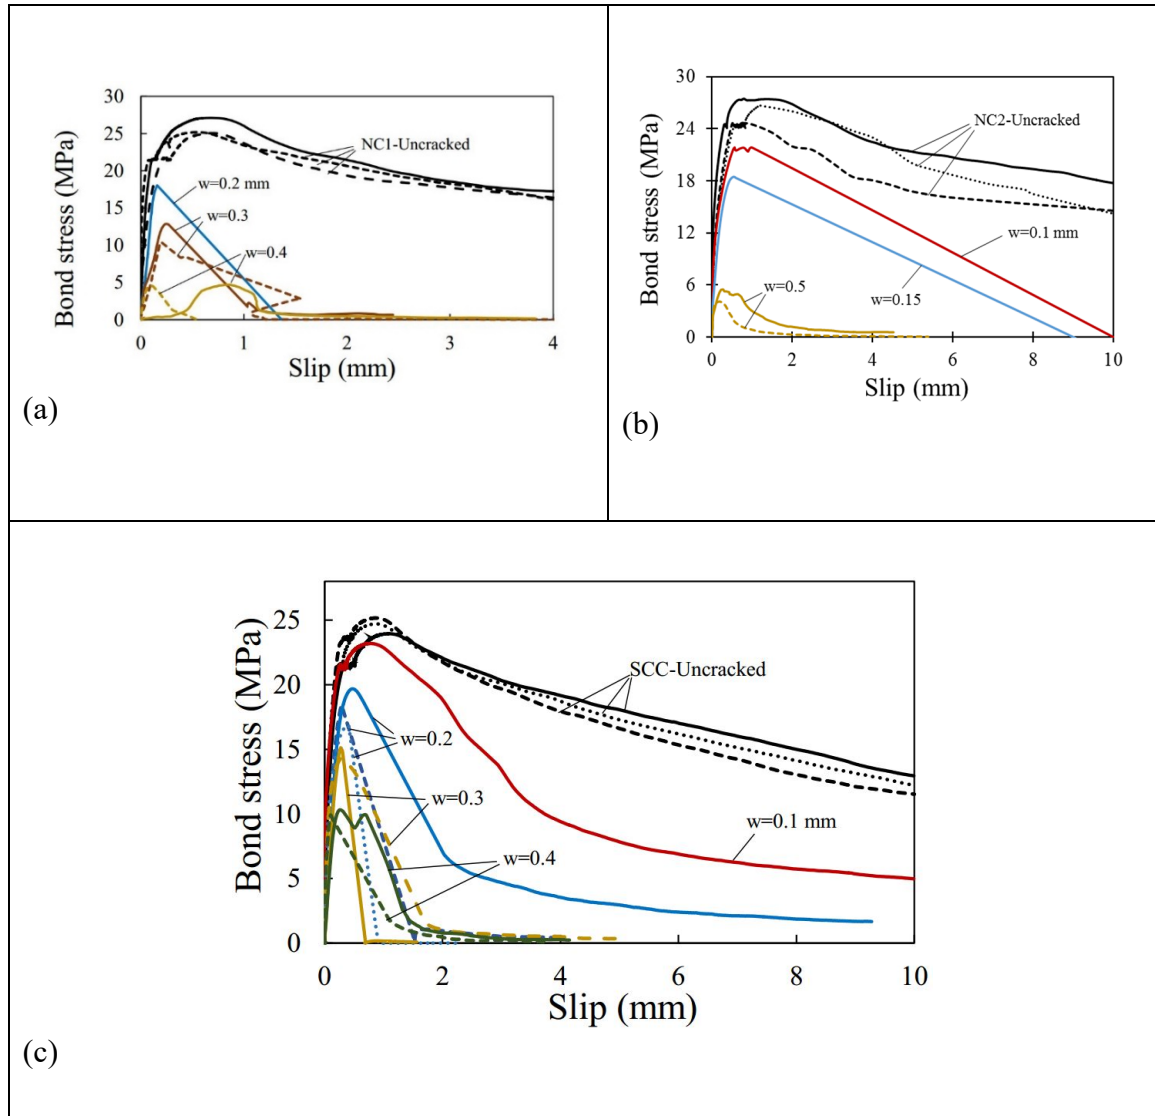 30
25
20
15
10
5
0
Bond stress (MPa)
NC1-Uncracked
w=0.2 mm
w=0.3
w=0.4
0 1 2 3 4
Slip (mm)
(a)
30
24
18
12
6
0
Bond stress (MPa)
NC2-Uncracked
w=0.1 mm
w=0.15
w=0.5
0 2 4 6 8 10
Slip (mm)
(b)
25
20
15
10
5
0
Bond stress (MPa)
SCC-Uncracked
w=0.2
w=0.3
w=0.1 mm
w=0.4
0 2 4 6 8 10
Slip (mm)
(c)